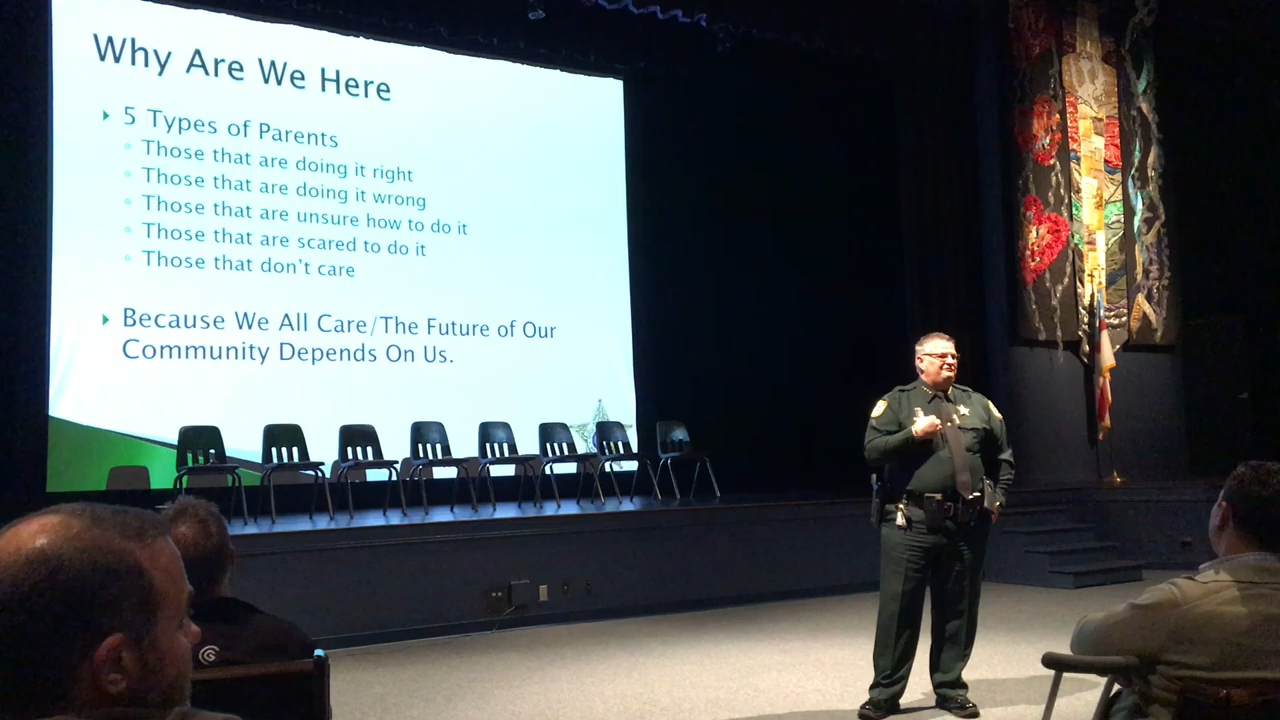 Why Are We Here
5 Types of Parents
Those that are doing it right
Those that are doing it wrong
Those that are unsure how to do it
Those that are scared to do it
Those that don't care
Because We All Care/The Future of Our
Community Depends On Us.